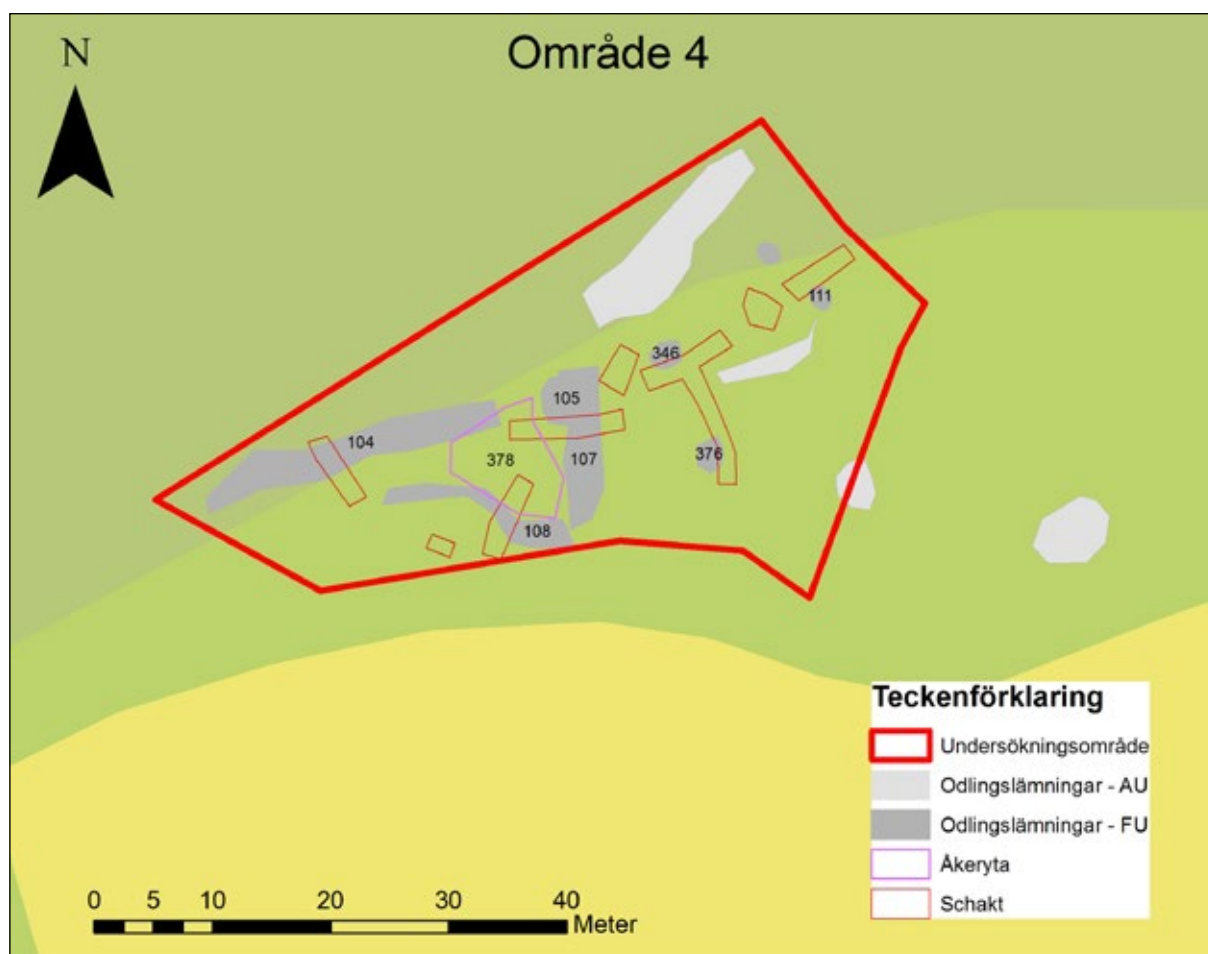 Område 4
N
111
346
105
104
378
107
376
108
Teckenförklaring
Undersökningsområde
Odlingslämningar - AU
Odlingslämningar - FU
Åkeryta
Schakt
0 5 10 20 30 40
Meter